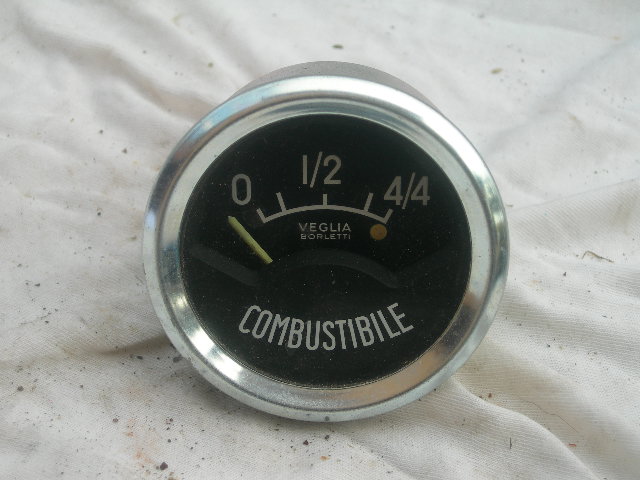 0 1/2 4/4
VEGLIA
BORLETTI
COMBUSTIBILE